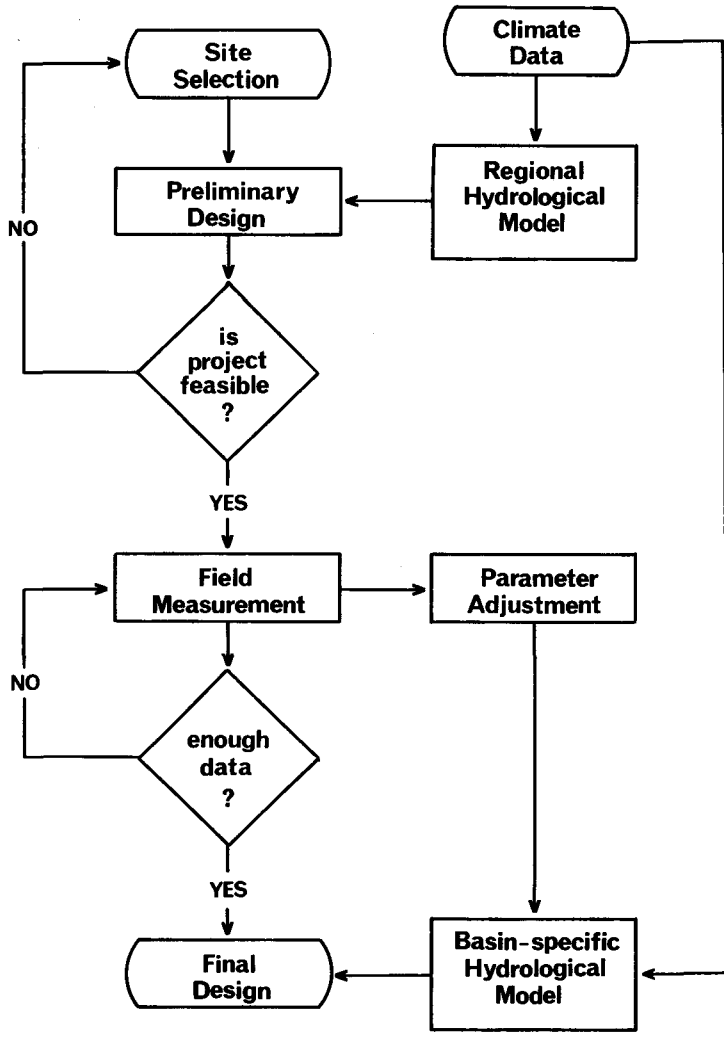 Site
Selection
Climate
Data
Preliminary
Design
Regional
Hydrological
Model
NO
is
project
feasible
?
YES
Field
Measurement
Parameter
Adjustment
NO
enough
data
?
YES
Final
Design
Basin-specific
Hydrological
Model